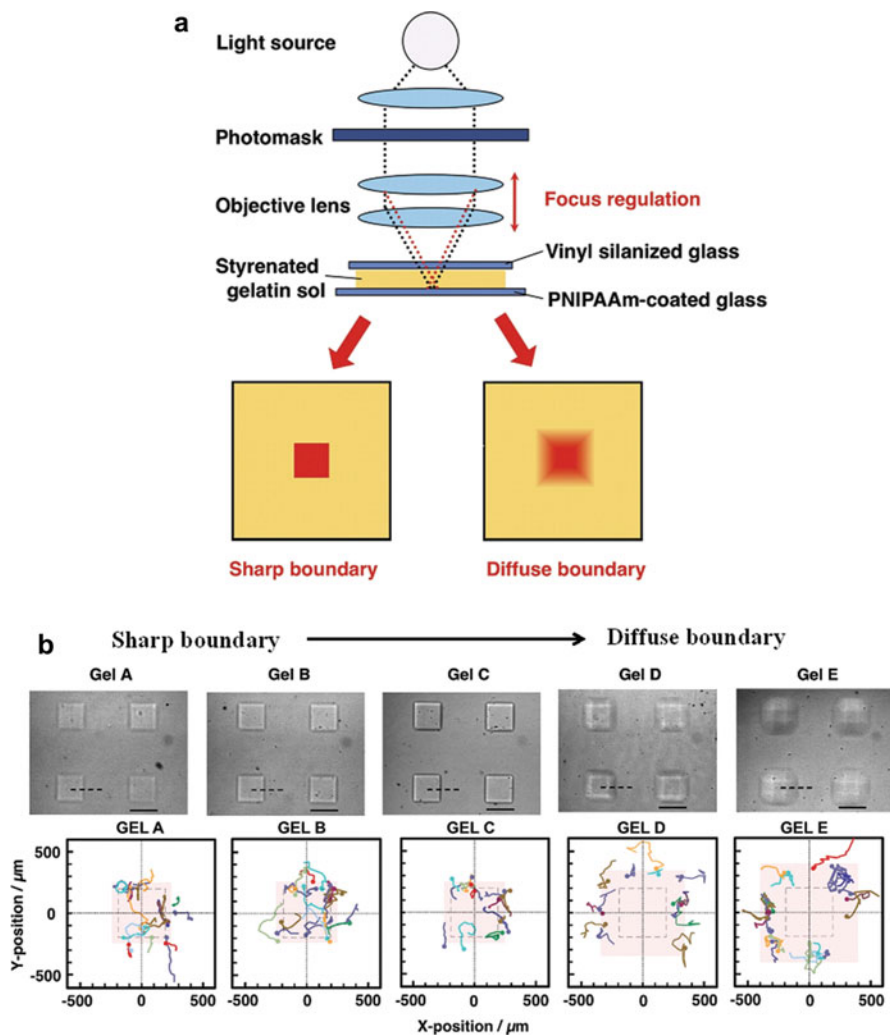 a
Light source
Photomask
Objective lens
Focus regulation
Vinyl silanized glass
Styrenated
gelatin sol
PNIPAAm-coated glass
Sharp boundary
Diffuse boundary
b
Sharp boundary
Diffuse boundary
Gel A
Gel B
Gel C
Gel D
Gel E
GEL A
GEL B
GEL C
GEL D
GEL E
Y-position / µm
500
0
-500
-500 0 500
-500 0 500
-500 0 500
-500 0 500
-500 0 500
X-position / µm